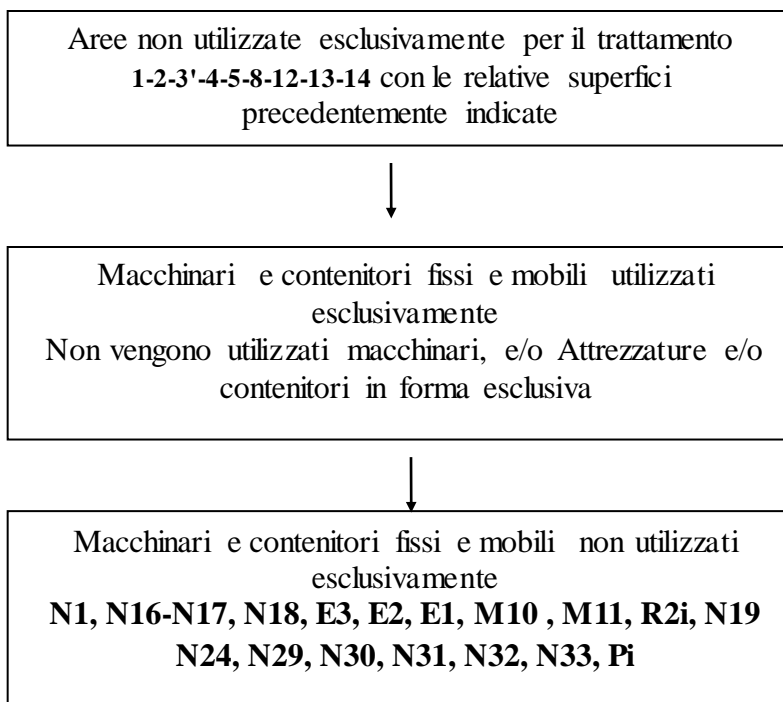 Aree non utilizzate esclusivamente per il trattamento
1-2-3'-4-5-8-12-13-14 con le relative superfici
precedentemente indicate
Macchinari e contenitori fissi e mobili utilizzati
esclusivamente
Non vengono utilizzati macchinari, e/o Attrezzature e/o
contenitori in forma esclusiva
Macchinari e contenitori fissi e mobili non utilizzati
esclusivamente
N1, N16-N17, N18, E3, E2, E1, M10 , M11, R2i, N19
N24, N29, N30, N31, N32, N33, Pi